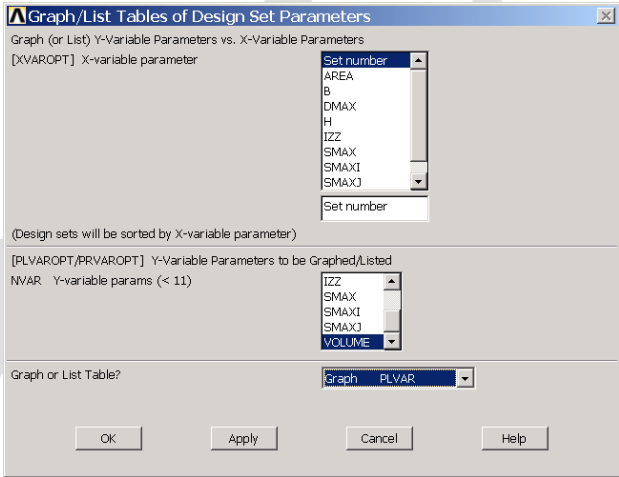 Graph/List Tables of Design Set Parameters
Graph (or List) Y-Variable Parameters vs. X-Variable Parameters
[XVAROPT] X-variable parameter
Set number
AREA
B
DMAX
H
IZZ
SMAX
SMAXI
SMAXJ
Set number
(Design sets will be sorted by X-variable parameter)
[PLVAROPT/PRVAROPT] Y-Variable Parameters to be Graphed/Listed
NVAR Y-variable params (< 11)
IZZ
SMAX
SMAXI
SMAXJ
VOLUME
Graph or List Table?
Graph PLVAR
OK Apply Cancel Help